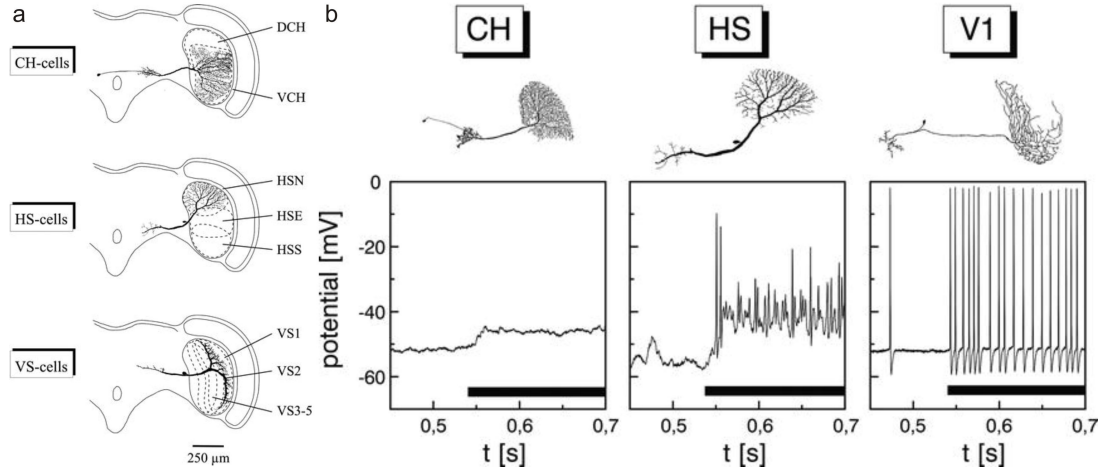 a
CH-cells
DCH
VCH
HS-cells
HSN
HSE
HSS
VS-cells
VS1
VS2
VS3-5
250 µm
b
CH
HS
V1
potential [mV]
0
-20
-40
-60
0,5 0,6 0,7
0,5 0,6 0,7
0,5 0,6 0,7
t [s]
t [s]
t [s]